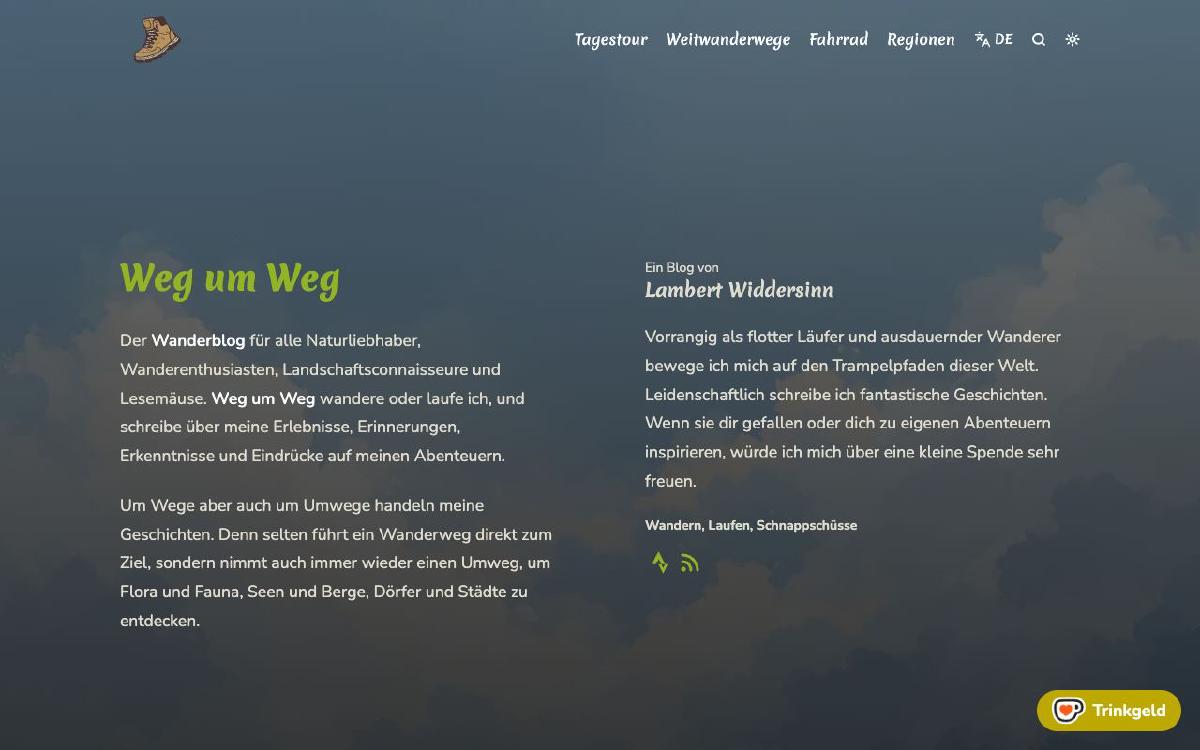 Tagestour Weitwanderwege Fahrrad Regionen DE
Weg um Weg
Der Wanderblog für alle Naturliebhaber,
Wanderenthusiasten, Landschaftsconnaisseure und
Lesemäuse. Weg um Weg wandere oder laufe ich, und
schreibe über meine Erlebnisse, Erinnerungen,
Erkenntnisse und Eindrücke auf meinen Abenteuern.
Um Wege aber auch um Umwege handeln meine
Geschichten. Denn selten führt ein Wanderweg direkt zum
Ziel, sondern nimmt auch immer wieder einen Umweg, um
Flora und Fauna, Seen und Berge, Dörfer und Städte zu
entdecken.
Ein Blog von
Lambert Widdersinn
Vorrangig als flotter Läufer und ausdauernder Wanderer
bewege ich mich auf den Trampelpfaden dieser Welt.
Leidenschaftlich schreibe ich fantastische Geschichten.
Wenn sie dir gefallen oder dich zu eigenen Abenteuern
inspirieren, würde ich mich über eine kleine Spende sehr
freuen.
Wandern, Laufen, Schnappschüsse
Trinkgeld